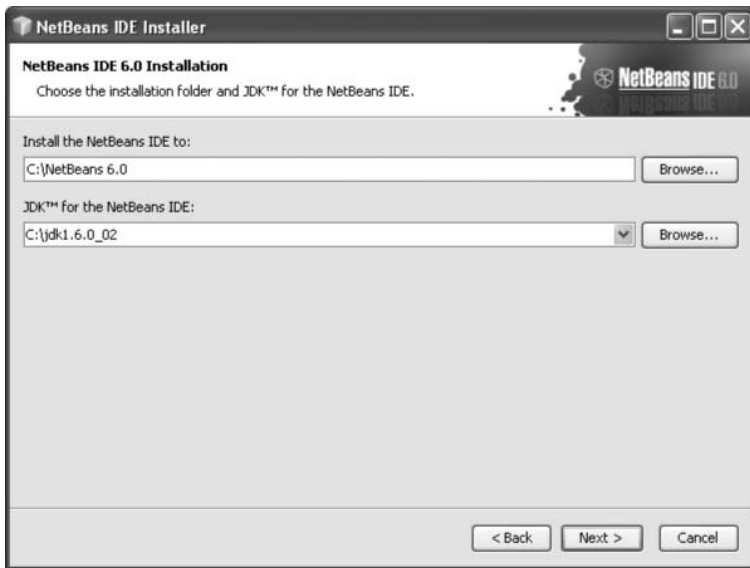 NetBeans IDE Installer
NetBeans IDE 6.0 Installation
Choose the installation folder and JDK™ for the NetBeans IDE.
NetBeans IDE 6.0
Install the NetBeans IDE to:
C:\NetBeans 6.0
Browse...
JDK™ for the NetBeans IDE:
C:\jdk1.6.0_02
Browse...
< Back
Next >
Cancel